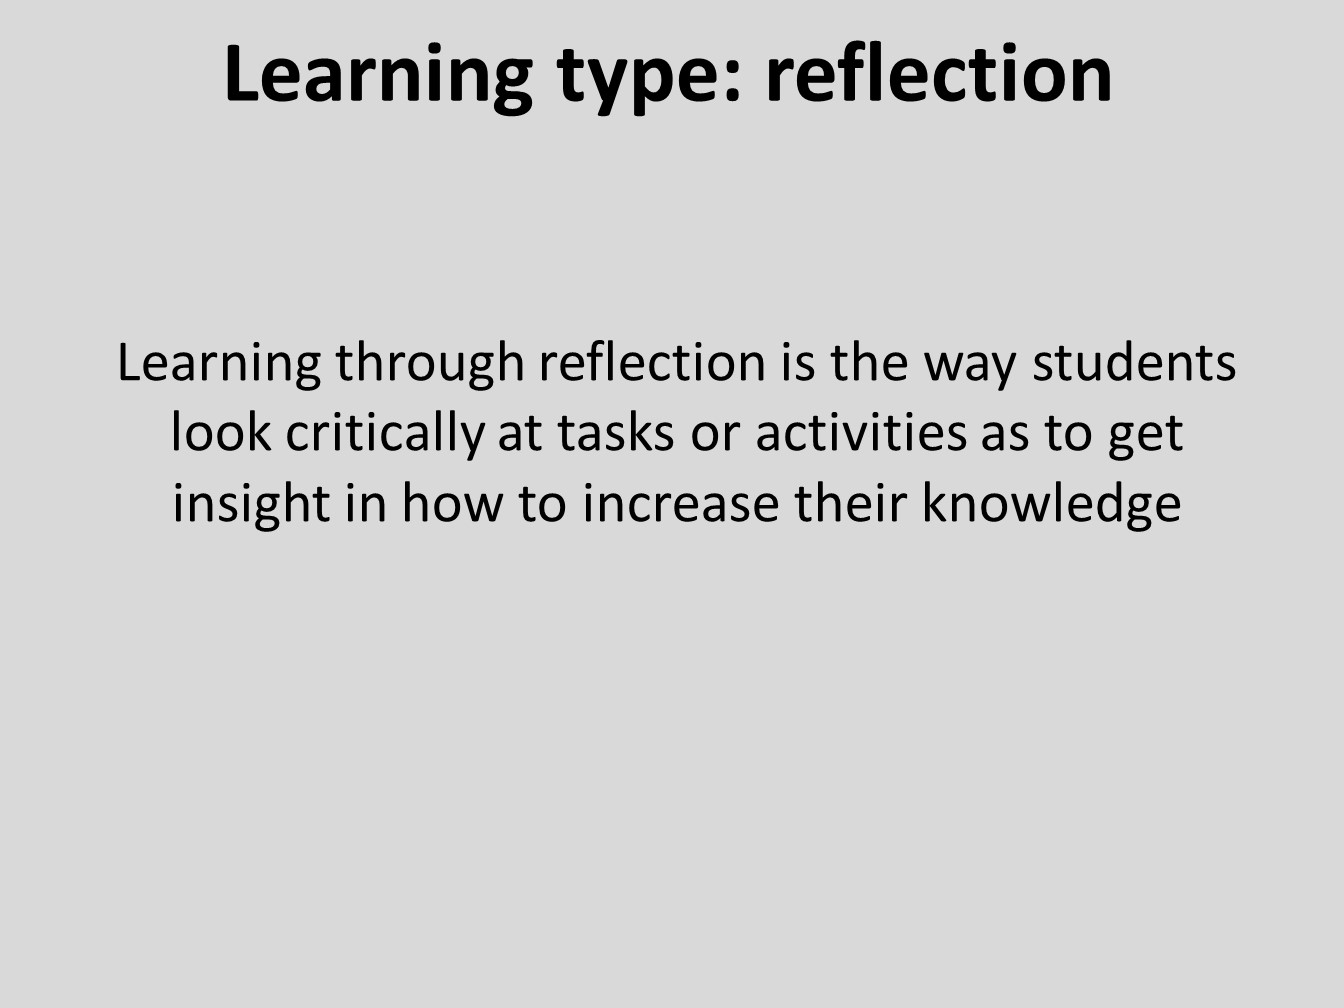 Learning type: reflection
Learning through reflection is the way students
look critically at tasks or activities as to get
insight in how to increase their knowledge